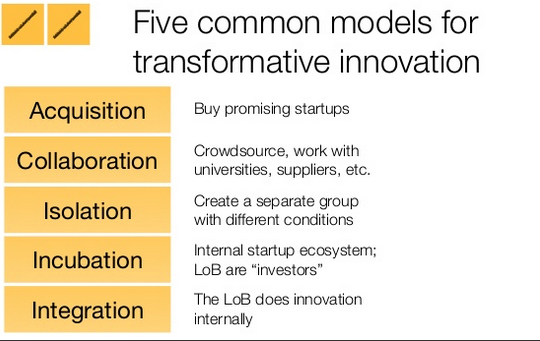 Five common models for
transformative innovation
Acquisition
Buy promising startups
Collaboration
Crowdsource, work with
universities, suppliers, etc.
Isolation
Create a separate group
with different conditions
Incubation
Internal startup ecosystem;
LoB are “investors”
Integration
The LoB does innovation
internally